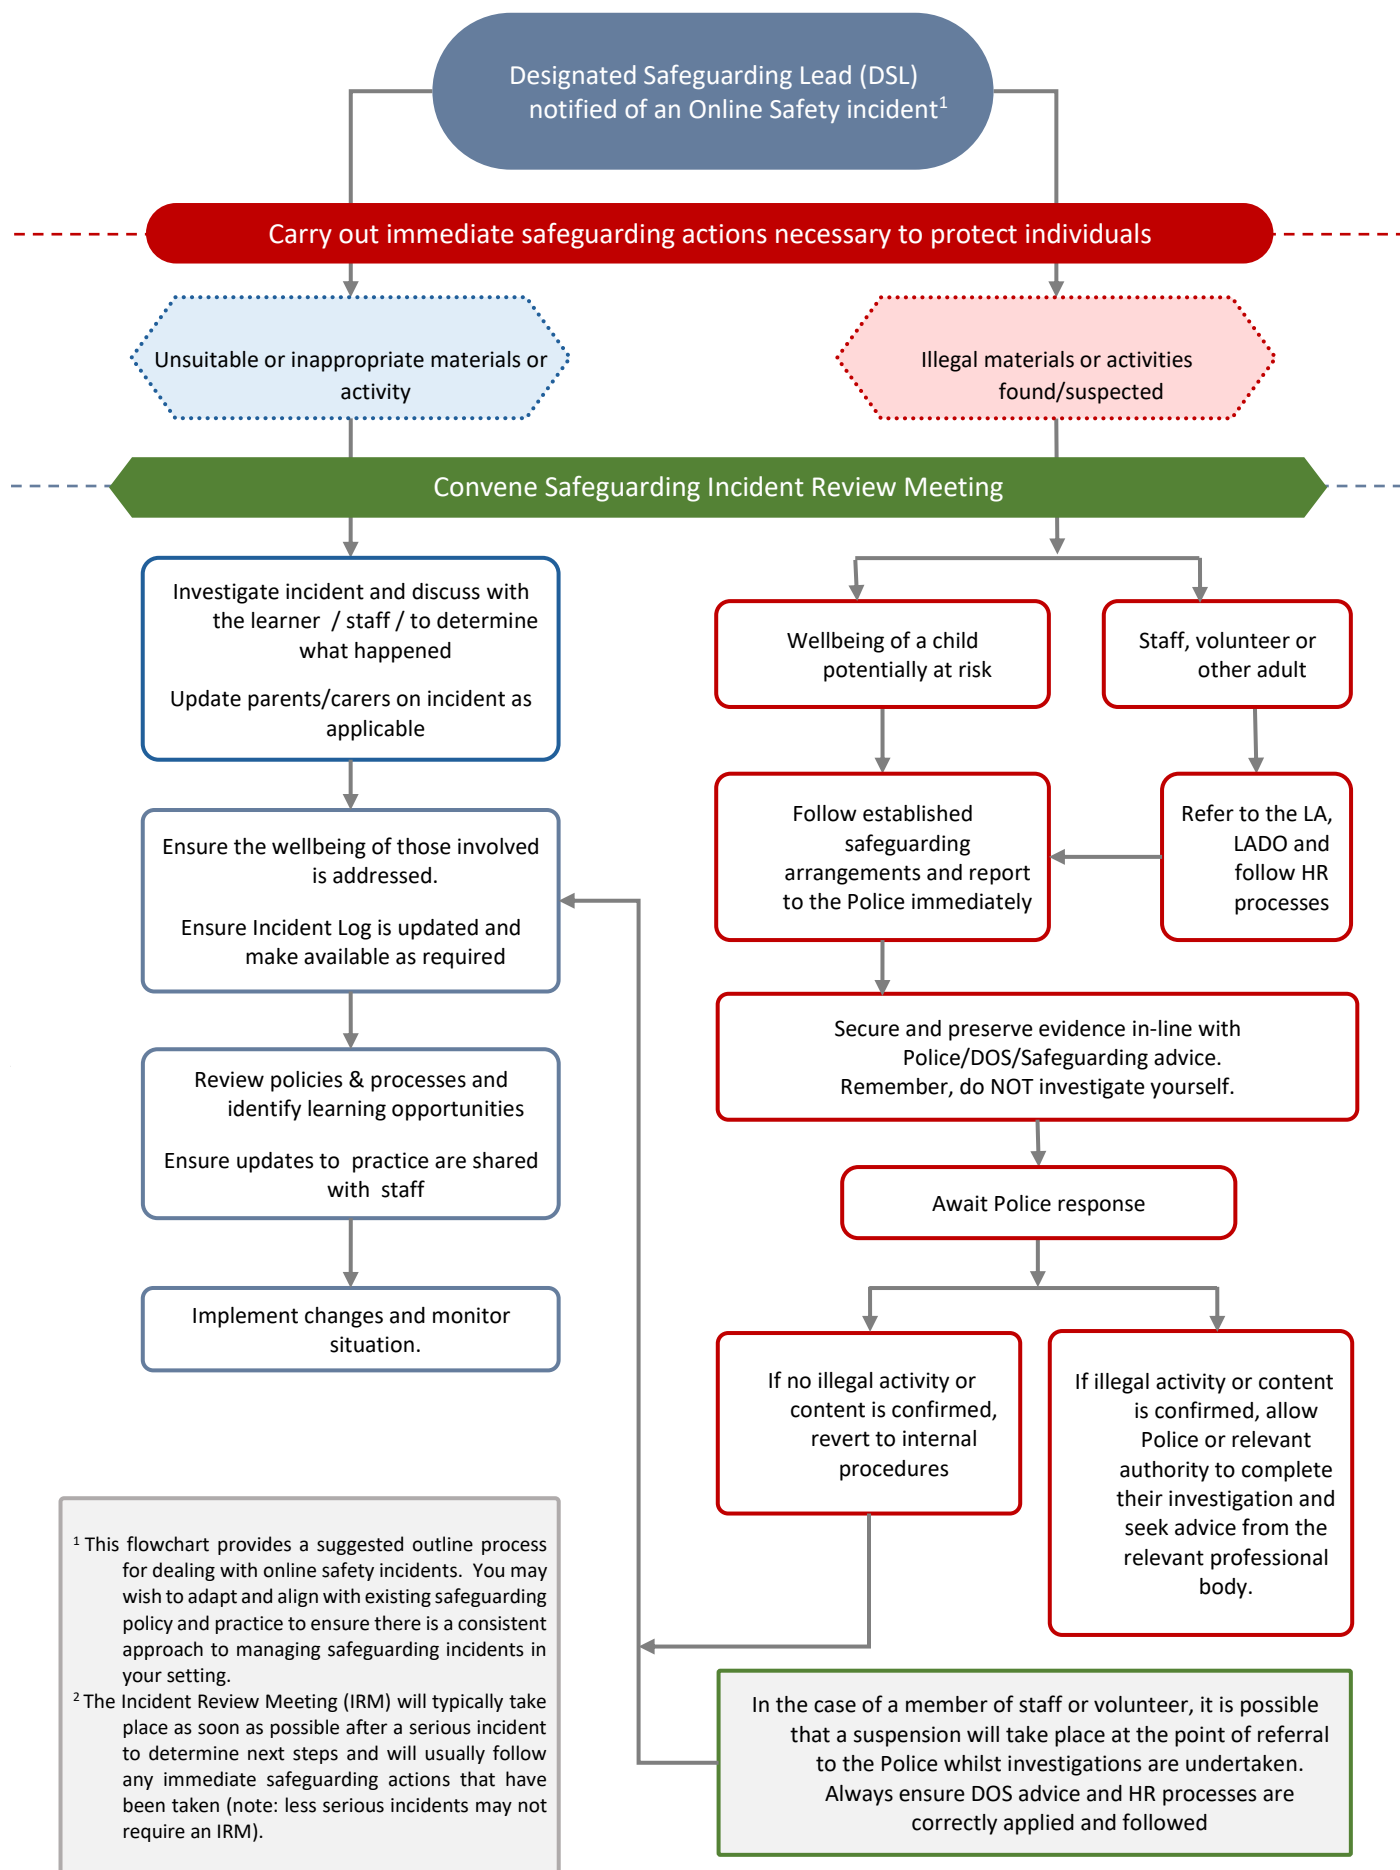 Designated Safeguarding Lead (DSL)
notified of an Online Safety incident1
Carry out immediate safeguarding actions necessary to protect individuals
Unsuitable or inappropriate materials or
activity
Illegal materials or activities
found/suspected
Convene Safeguarding Incident Review Meeting
Investigate incident and discuss with
the learner / staff / to determine
what happened
Update parents/carers on incident as
applicable
Ensure the wellbeing of those involved
is addressed.
Ensure Incident Log is updated and
make available as required
Review policies & processes and
identify learning opportunities
Ensure updates to practice are shared
with staff
Implement changes and monitor
situation.
Wellbeing of a child
potentially at risk
Staff, volunteer or
other adult
Follow established
safeguarding
arrangements and report
to the Police immediately
Refer to the LA,
LADO and
follow HR
processes
Secure and preserve evidence in-line with
Police/DOS/Safeguarding advice.
Remember, do NOT investigate yourself.
Await Police response
If no illegal activity or
content is confirmed,
revert to internal
procedures
If illegal activity or content
is confirmed, allow
Police or relevant
authority to complete
their investigation and
seek advice from the
relevant professional
body.
1 This flowchart provides a suggested outline process
for dealing with online safety incidents. You may
wish to adapt and align with existing safeguarding
policy and practice to ensure there is a consistent
approach to managing safeguarding incidents in
your setting.
2 The Incident Review Meeting (IRM) will typically take
place as soon as possible after a serious incident
to determine next steps and will usually follow
any immediate safeguarding actions that have
been taken (note: less serious incidents may not
require an IRM).
In the case of a member of staff or volunteer, it is possible
that a suspension will take place at the point of referral
to the Police whilst investigations are undertaken.
Always ensure DOS advice and HR processes are
correctly applied and followed